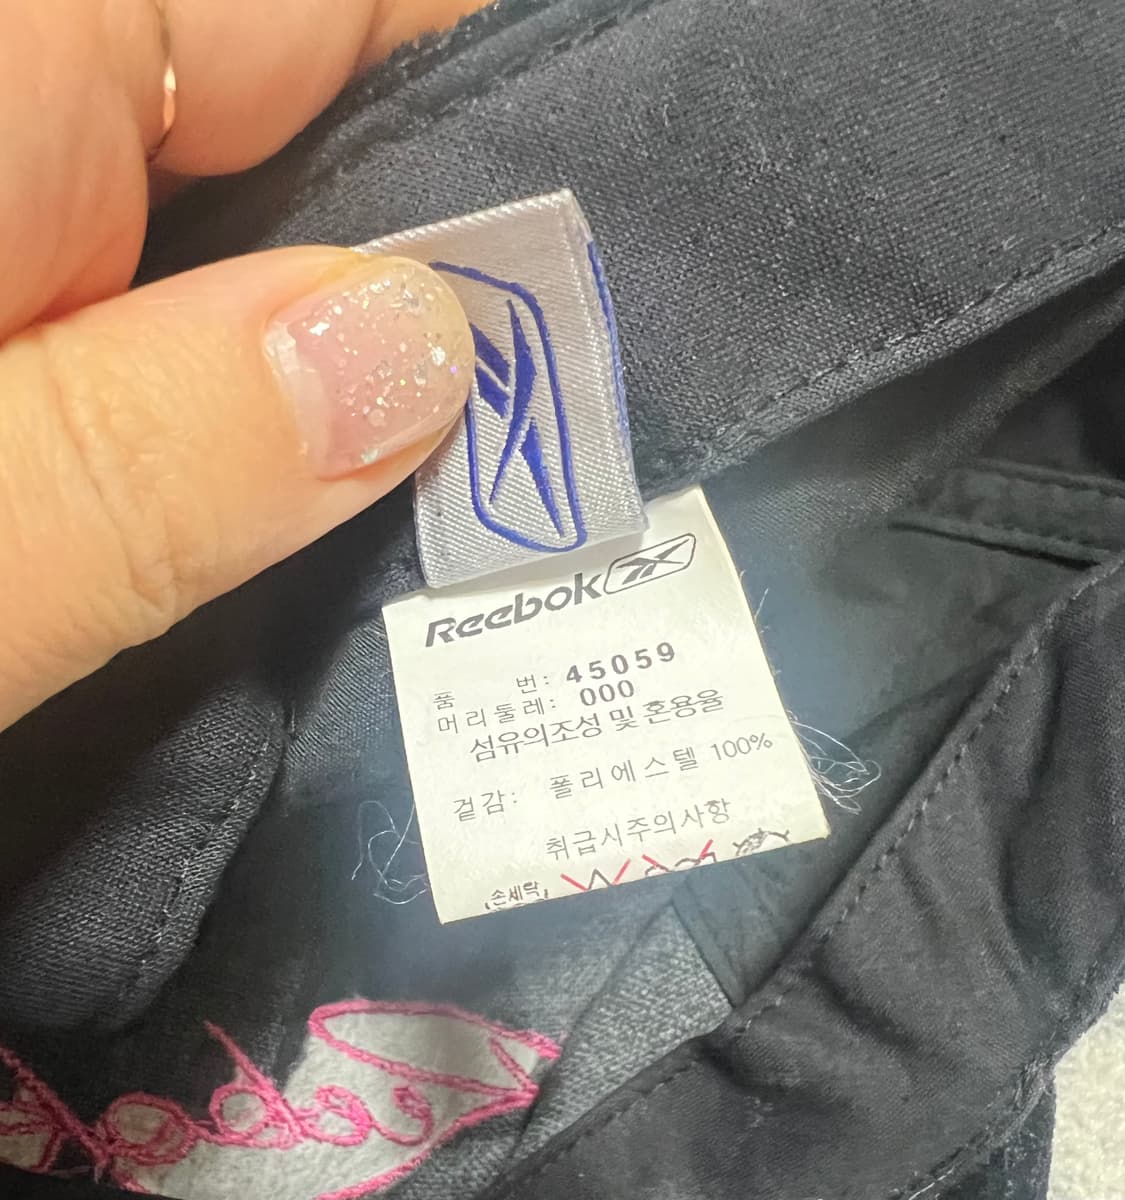 Reebok
품 번: 45059
머리둘레: 000
섬유의조성 및 혼용율
겉감: 폴리에스텔 100%
취급시주의사항
손세탁
Reebok